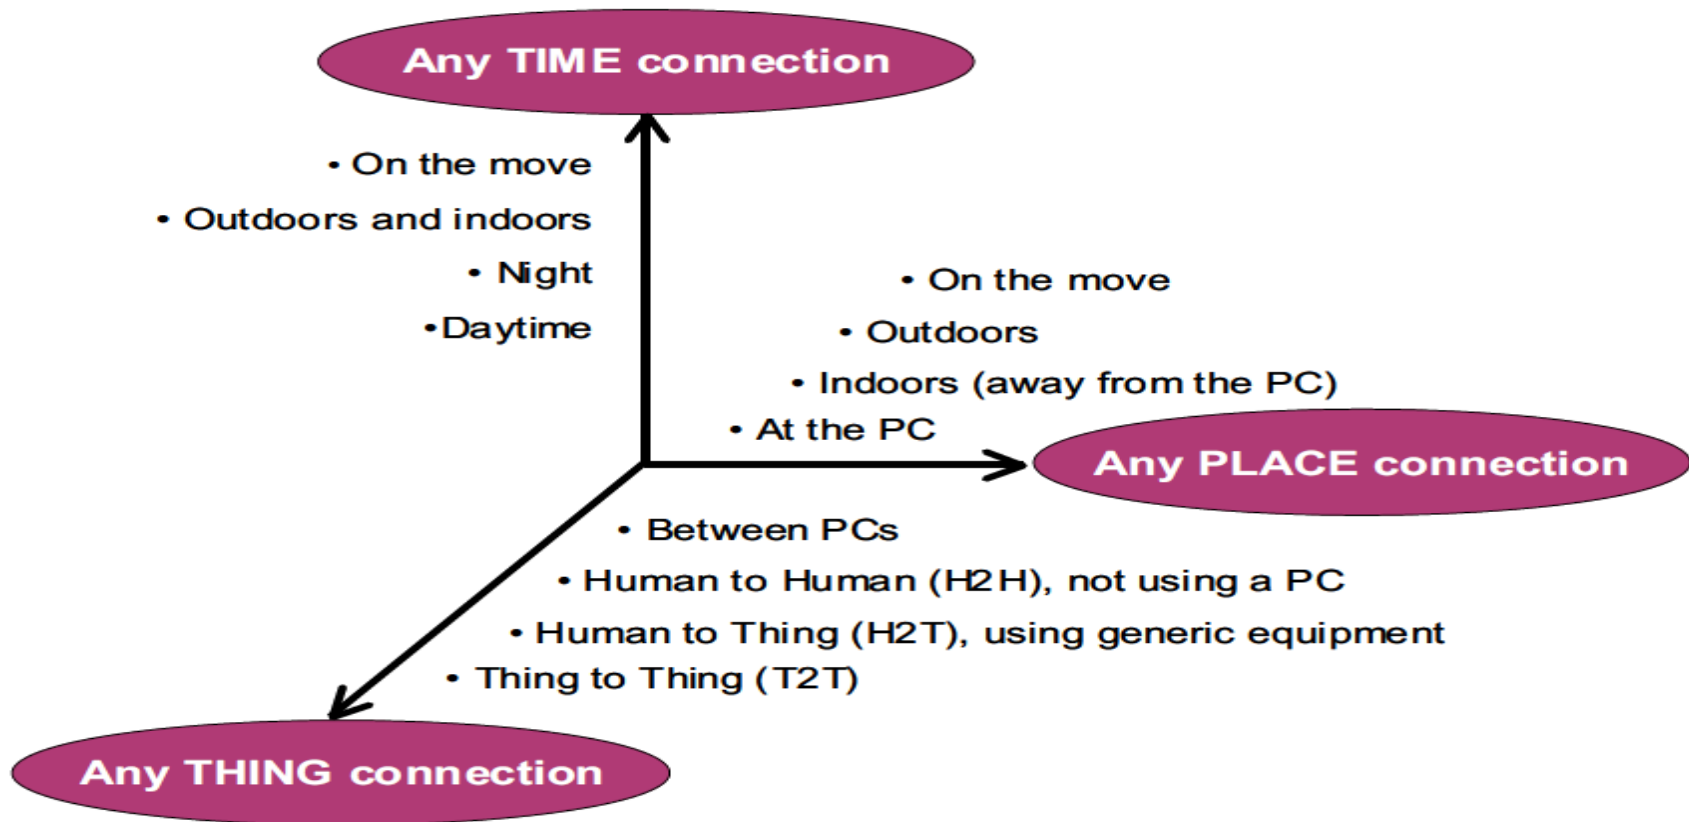 Any TIME connection
• On the move
• Outdoors and indoors
• Night
•Daytime
• On the move
• Outdoors
• Indoors (away from the PC)
• At the PC
Any PLACE connection
• Between PCs
• Human to Human (H2H), not using a PC
• Human to Thing (H2T), using generic equipment
• Thing to Thing (T2T)
Any THING connection